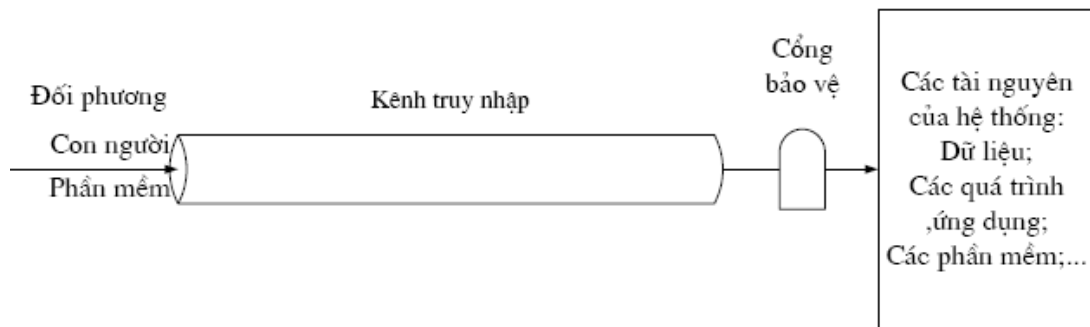 Đối phương
Con người
Phần mềm
Kênh truy nhập
Cổng
bảo vệ
Các tài nguyên
của hệ thống:
Dữ liệu;
Các quá trình
,ứng dụng;
Các phần mềm;...